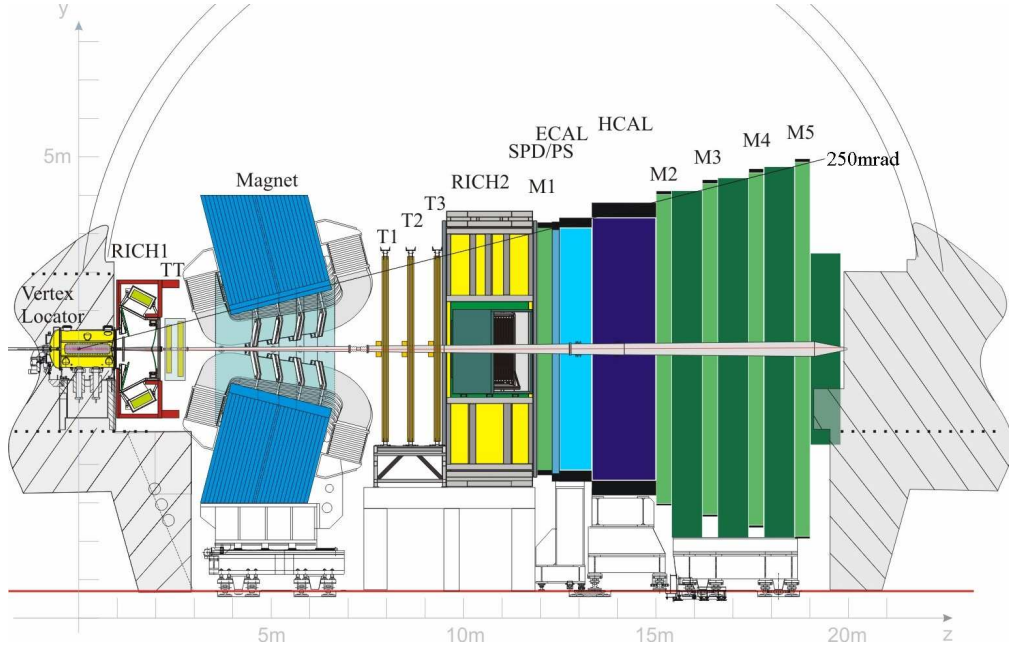 y
5m
Magnet
RICH1
TT
Vertex
Locator
T1
T2
T3
RICH2
M1
SPD/PS
ECAL
HCAL
M2
M3
M4
M5
250mrad
5m
10m
15m
20m
z